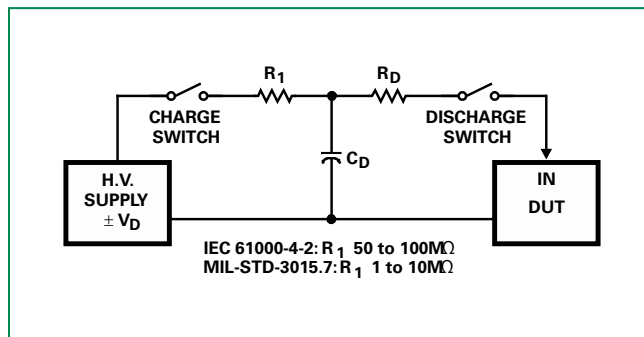 R1
RD
CHARGE
SWITCH
DISCHARGE
SWITCH
CD
H.V.
SUPPLY
± VD
IN
DUT
IEC 61000-4-2: R1 50 to 100MΩ
MIL-STD-3015.7: R1 1 to 10MΩ